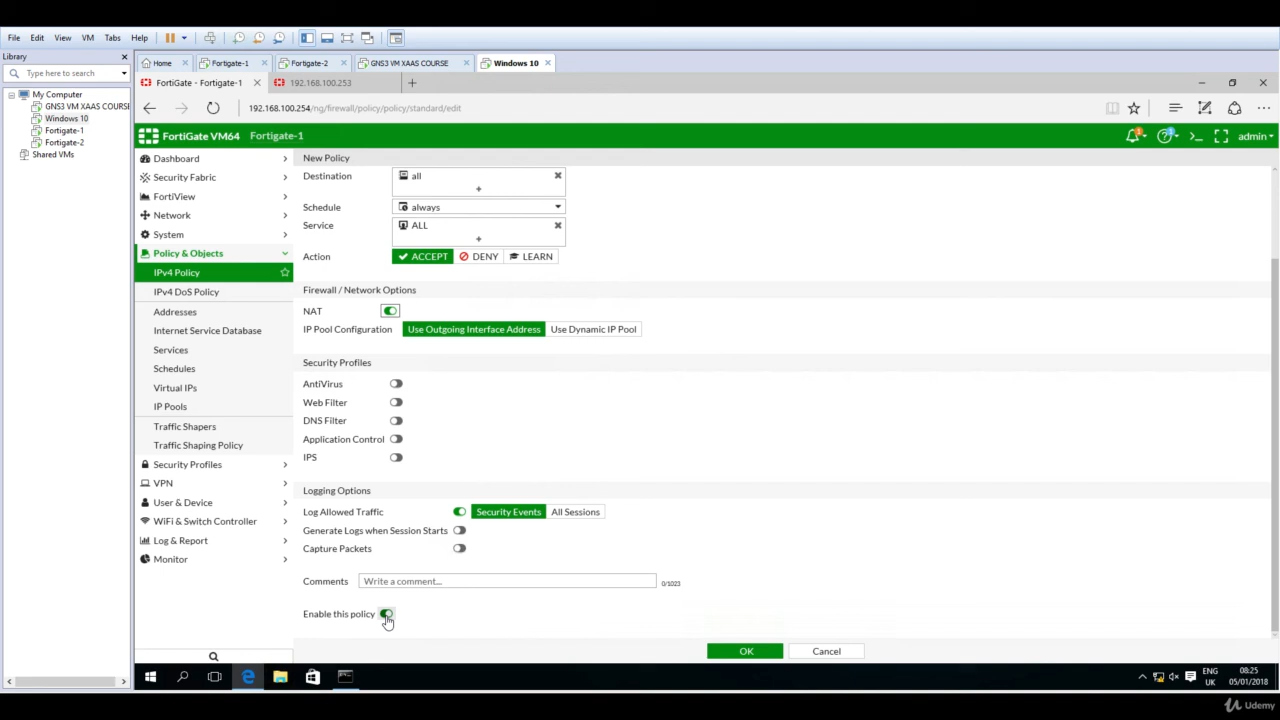 File Edit View VM Tabs Help
Library
Type here to search
My Computer
GNS3 VM XAAS COURSE
Windows 10
Fortigate-1
Fortigate-2
Shared VMs
Home Fortigate-1 Fortigate-2 GNS3 VM XAAS COURSE Windows 10
FortiGate - Fortigate-1 192.168.100.253
192.168.100.254/ng/firewall/policy/policy/standard/edit
FortiGate VM64 Fortigate-1 admin
Dashboard
Security Fabric
FortiView
Network
System
Policy & Objects
IPv4 Policy
IPv4 DoS Policy
Addresses
Internet Service Database
Services
Schedules
Virtual IPs
IP Pools
Traffic Shapers
Traffic Shaping Policy
Security Profiles
VPN
User & Device
WiFi & Switch Controller
Log & Report
Monitor
New Policy
Destination all
Schedule always
Service ALL
Action ACCEPT DENY LEARN
Firewall / Network Options
NAT
IP Pool Configuration Use Outgoing Interface Address Use Dynamic IP Pool
Security Profiles
AntiVirus
Web Filter
DNS Filter
Application Control
IPS
Logging Options
Log Allowed Traffic Security Events All Sessions
Generate Logs when Session Starts
Capture Packets
Comments Write a comment... 0/1023
Enable this policy
OK Cancel
ENG 08:25
UK 05/01/2018
Udemy